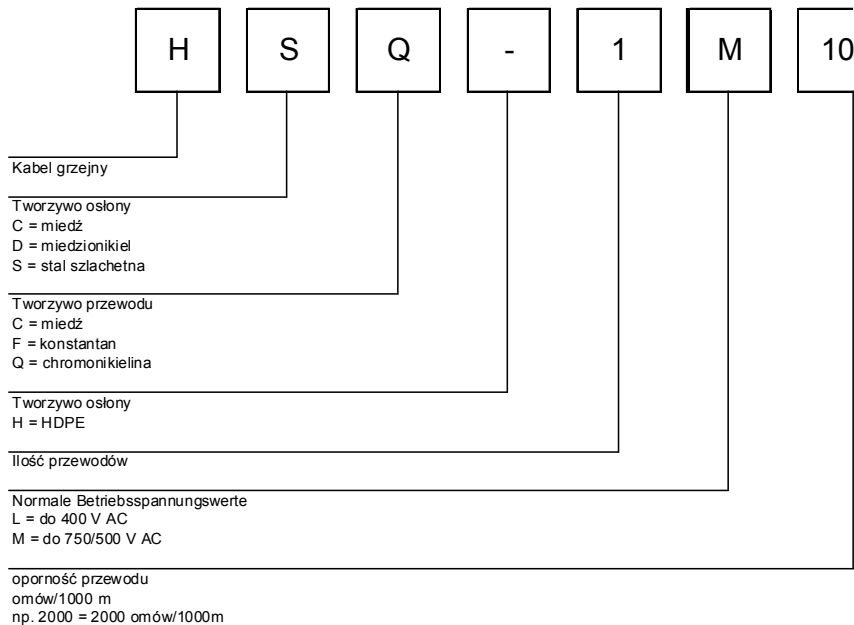 H S Q - 1 M 10
Kabel grzejny
Tworzywo osłony
C = miedź
D = miedzionikiel
S = stal szlachetna
Tworzywo przewodu
C = miedź
F = konstantan
Q = chromonikielina
Tworzywo osłony
H = HDPE
Ilość przewodów
Normale Betriebsspannungswerte
L = do 400 V AC
M = do 750/500 V AC
oporność przewodu
omów/1000 m
np. 2000 = 2000 omów/1000m